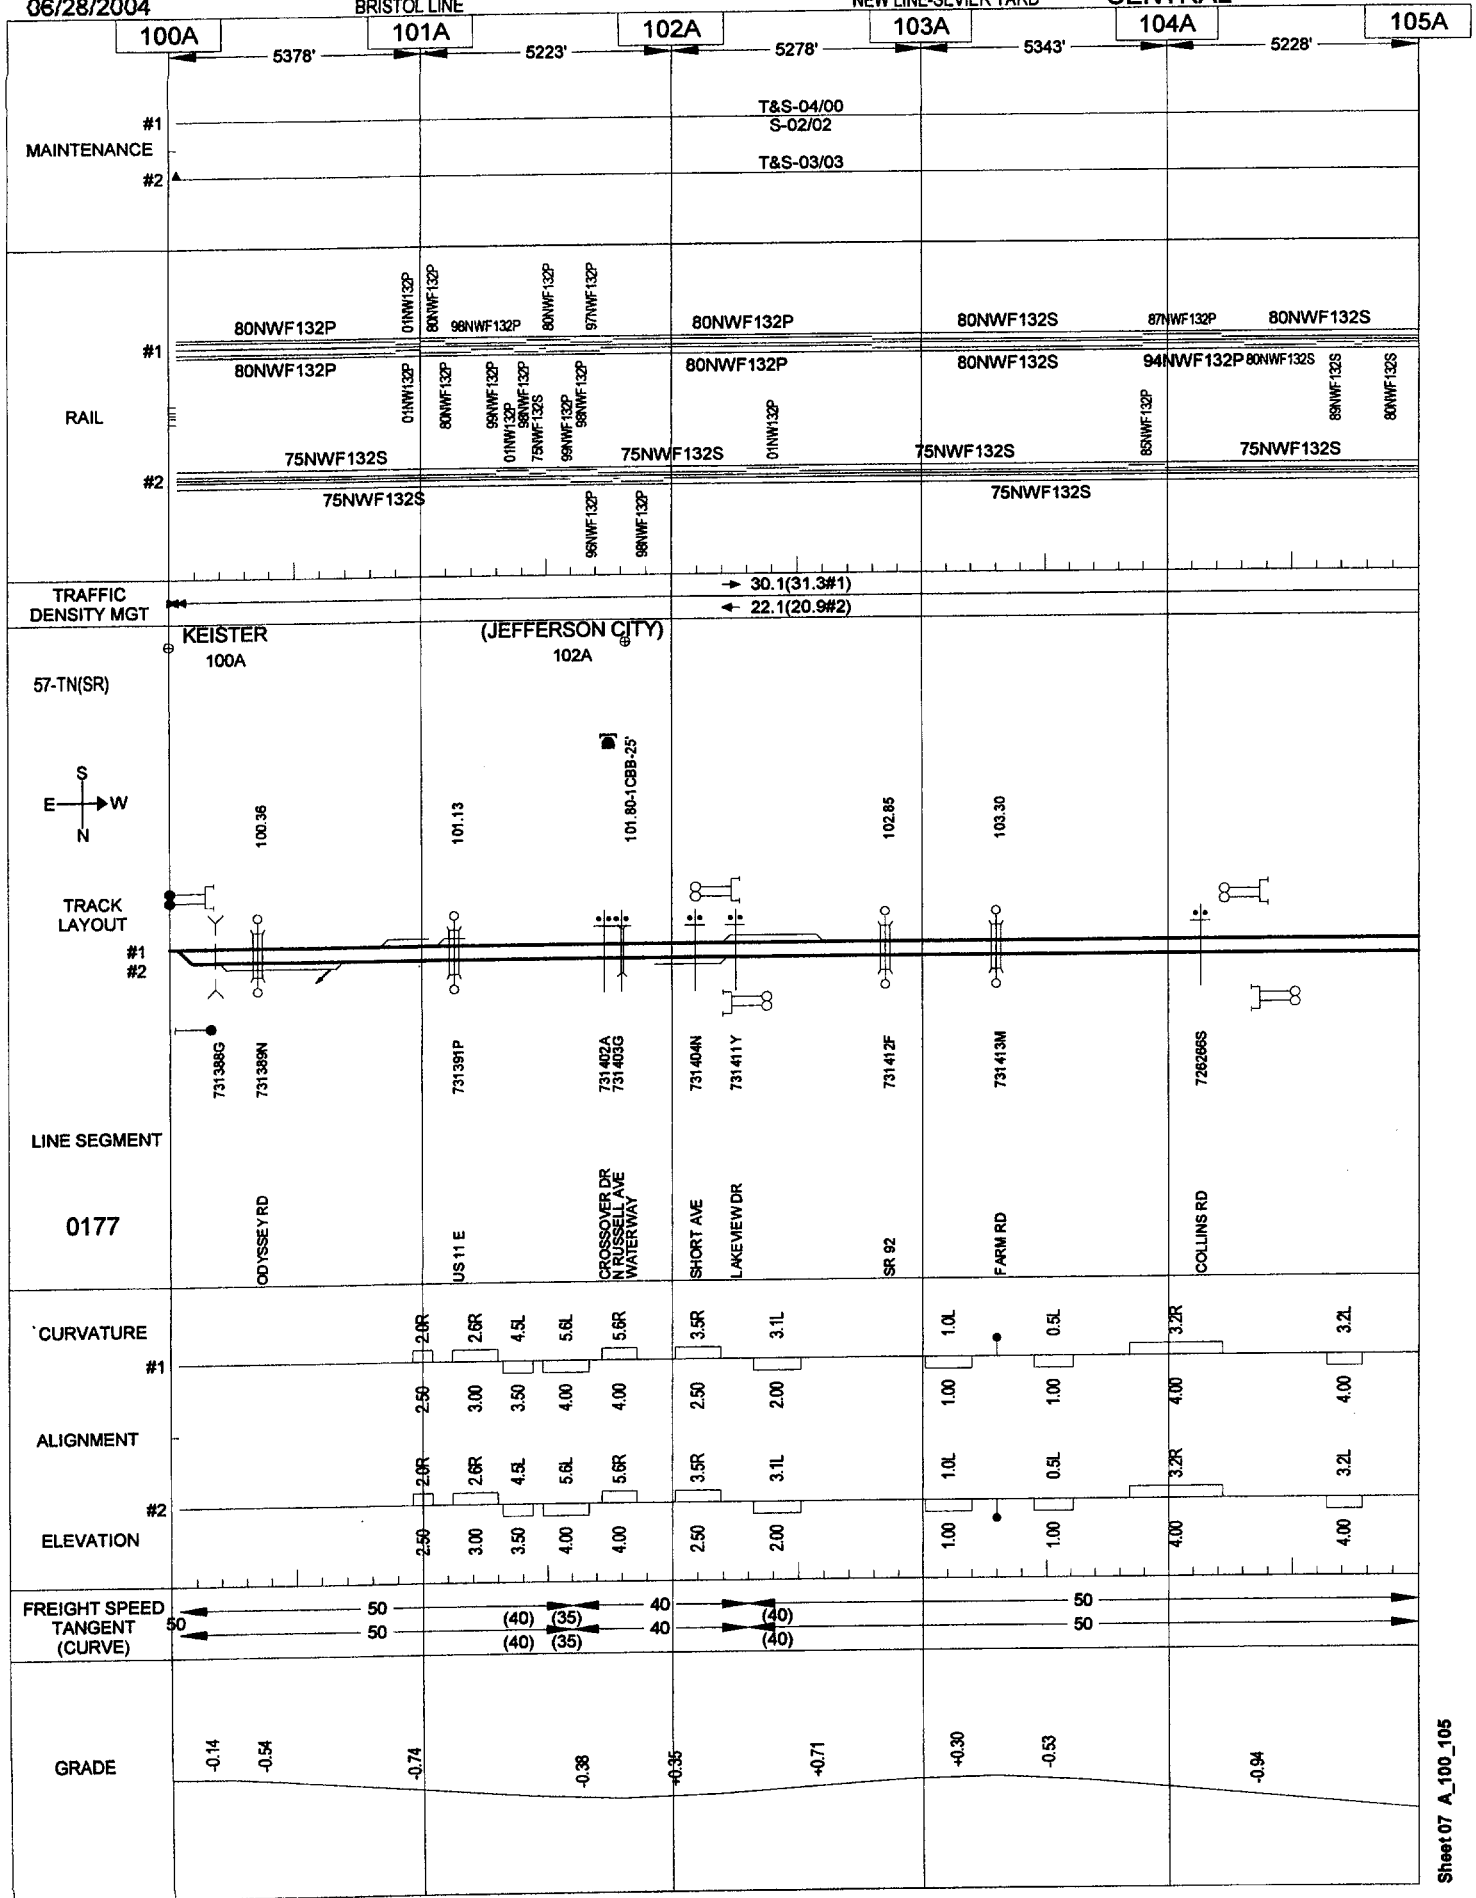 06/28/2004 BRISTOL LINE NEW LINE-SEVIER YARD CENTRAL
100A 101A 102A 103A 104A 105A
5378' 5223' 5278' 5343' 5228'
T&S-04/00
#1
S-02/02
MAINTENANCE
T&S-03/03
#2
01NW132P 80NWF132P 80NWF132P 97NWF132P
80NWF132P 98NWF132P 80NWF132P 80NWF132S 87NWF132P 80NWF132S
#1
80NWF132P 80NWF132P 80NWF132S 94NWF132P 80NWF132S
01NW132P 80NWF132P 99NWF132P 01NW132P 98NWF132P 75NWF132S 99NWF132P 98NWF132P 01NW132P 85NWF132P 89NWF132S 80NWF132S
RAIL
75NWF132S 75NWF132S 75NWF132S 75NWF132S
#2
75NWF132S 75NWF132S
96NWF132P 98NWF132P
TRAFFIC
DENSITY MGT
30.1(31.3#1)
22.1(20.9#2)
KEISTER (JEFFERSON CITY)
100A 102A
57-TN(SR)
S
E W
N
100.36 101.13 101.80-1CBB-25' 102.85 103.30
TRACK
LAYOUT
#1
#2
731388G 731389N 731391P 731402A 731403G 731404N 731411Y 731412F 731413M 726266S
LINE SEGMENT
0177
ODYSSEY RD US 11 E CROSSOVER DR N RUSSELL AVE WATERWAY SHORT AVE LAKEVIEW DR SR 92 FARM RD COLLINS RD
CURVATURE
2.0R 2.6R 4.5L 5.6L 5.6R 3.5R 3.1L 1.0L 0.5L 3.2R 3.2L
#1
2.50 3.00 3.50 4.00 4.00 2.50 2.00 1.00 1.00 4.00 4.00
ALIGNMENT
2.0R 2.6R 4.5L 5.6L 5.6R 3.5R 3.1L 1.0L 0.5L 3.2R 3.2L
#2
ELEVATION
2.50 3.00 3.50 4.00 4.00 2.50 2.00 1.00 1.00 4.00 4.00
FREIGHT SPEED
TANGENT
(CURVE)
50 50 (40) (35) 40 (40) 50
50 (40) (35) 40 (40) 50
GRADE
-0.14 -0.54 -0.74 -0.38 +0.35 +0.71 +0.30 -0.53 -0.94
Sheet 07 A_100_105